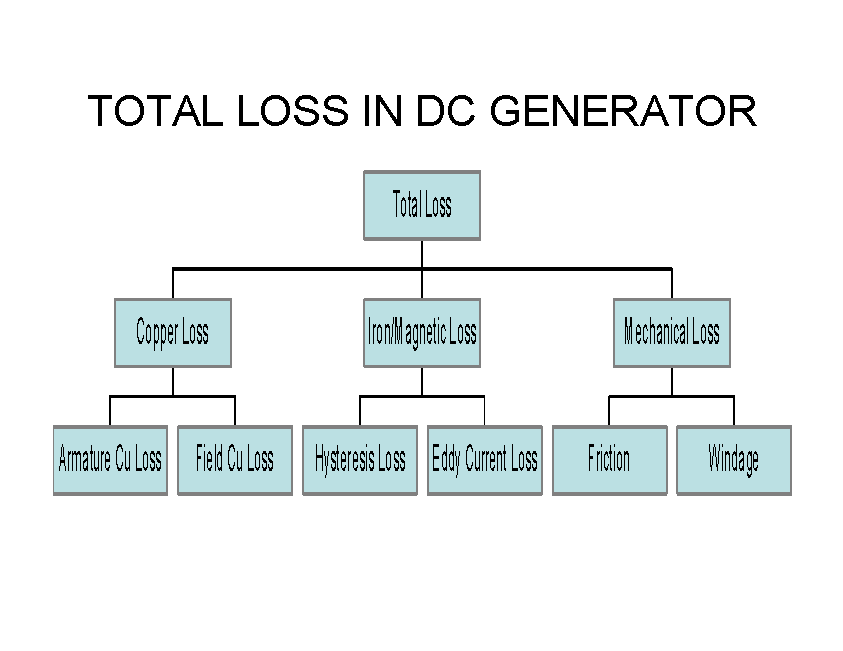 TOTAL LOSS IN DC GENERATOR
Total Loss
Copper Loss
Iron/Magnetic Loss
Mechanical Loss
Armature Cu Loss
Field Cu Loss
Hysteresis Loss
Eddy Current Loss
Friction
Windage